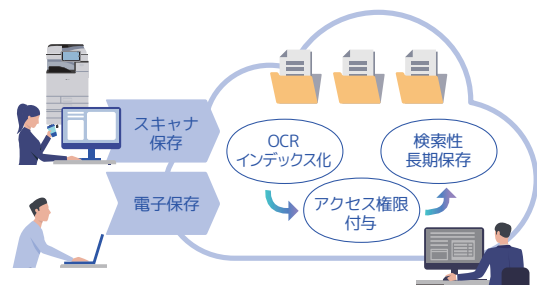 スキャナ
保存
電子保存
OCR
インデックス化
アクセス権限
付与
検索性
長期保存